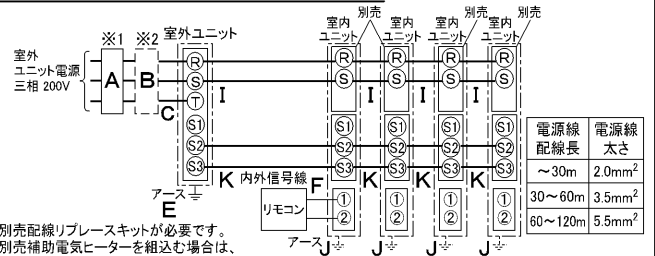 ※1 ※2 室外ユニット
室外
ユニット電源
三相 200V
A
B
C
R
S
T
S1
S2
S3
I
K 内外信号線
アース
E
室内
ユニット
別売
室内
ユニット
室内
ユニット
別売
室内
ユニット
別売
R
S
S1
S2
S3
①
②
I
K
R
S
S1
S2
S3
①
②
I
K
R
S
S1
S2
S3
①
②
I
K
R
S
S1
S2
S3
①
②
F
リモコン
アース J
J
J
J
電源線
配線長
電源線
太さ
~30m 2.0mm²
30~60m 3.5mm²
60~120m 5.5mm²
別売配線リプレースキットが必要です。
別売補助電気ヒーターを組込む場合は、